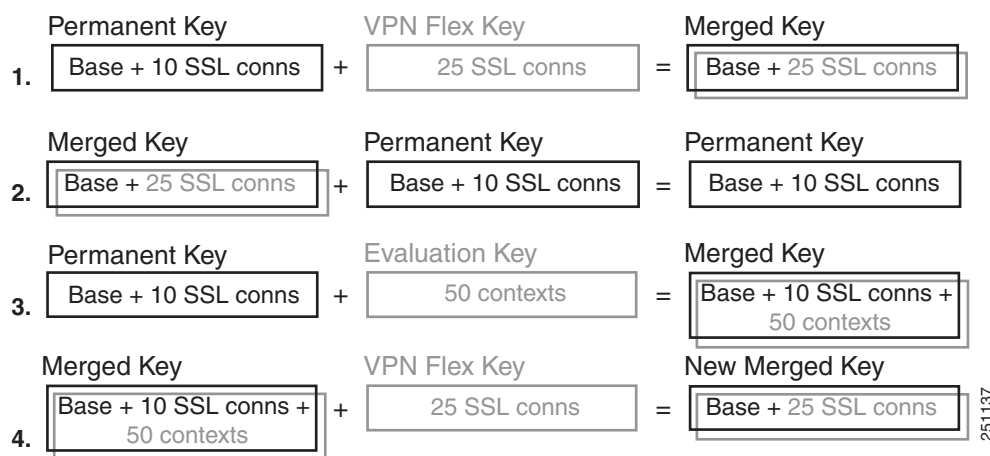 Permanent Key VPN Flex Key Merged Key
1. Base + 10 SSL conns + 25 SSL conns = Base + 25 SSL conns
Merged Key Permanent Key Permanent Key
2. Base + 25 SSL conns + Base + 10 SSL conns = Base + 10 SSL conns
Permanent Key Evaluation Key Merged Key
3. Base + 10 SSL conns + 50 contexts = Base + 10 SSL conns +
50 contexts
Merged Key VPN Flex Key New Merged Key
4. Base + 10 SSL conns + + 25 SSL conns = Base + 25 SSL conns
50 contexts
251137